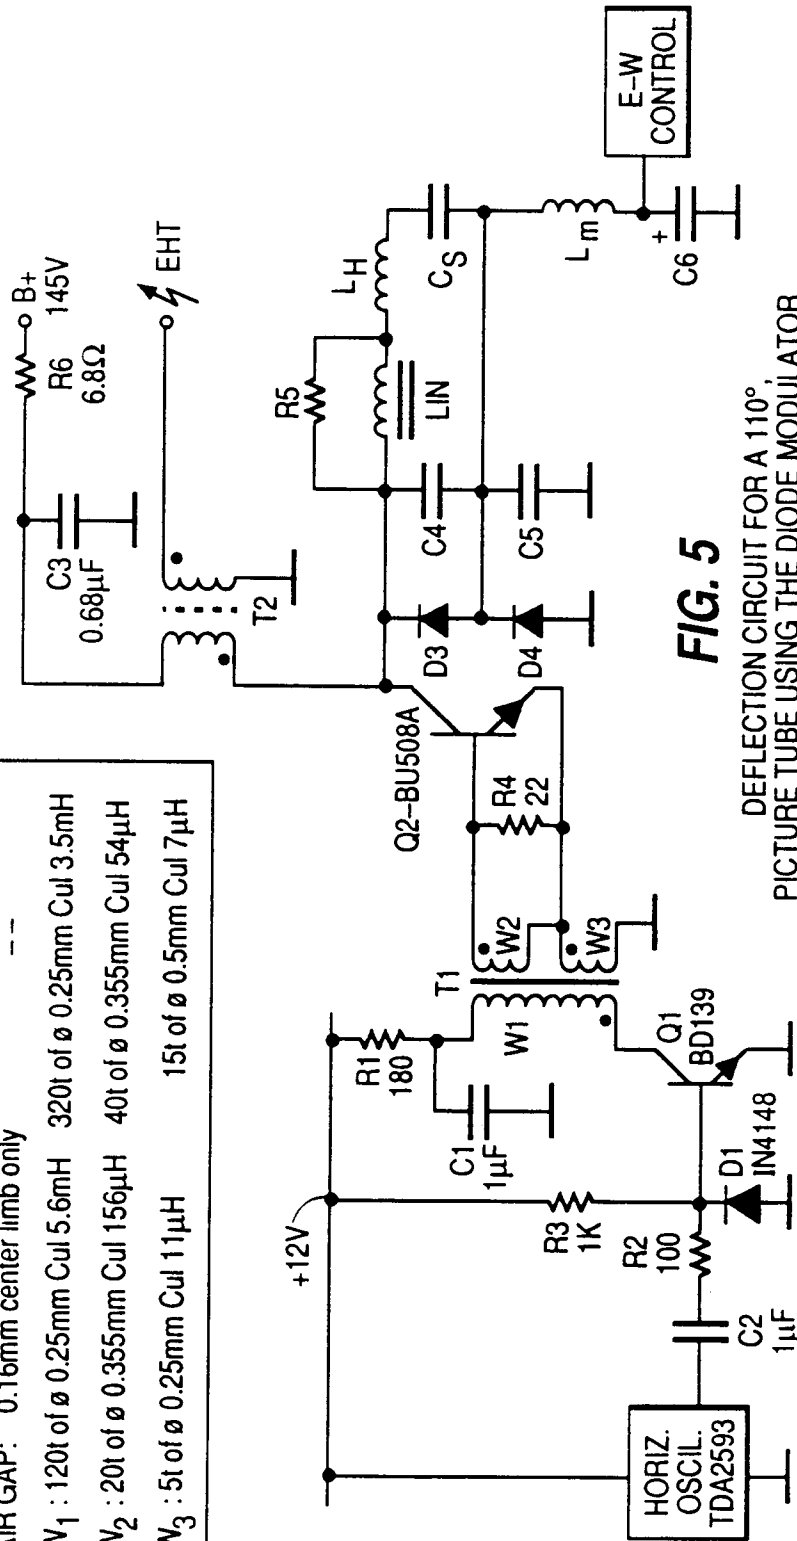 AIR GAP: 0.16mm center limb only --
W1 : 120t of ø 0.25mm Cul 5.6mH 320t of ø 0.25mm Cul 3.5mH
W2 : 20t of ø 0.355mm Cul 156µH 40t of ø 0.355mm Cul 54µH
W3 : 5t of ø 0.25mm Cul 11µH 15t of ø 0.5mm Cul 7µH
B+
145V
R6
6.8Ω
EHT
C3
0.68µF
T2
R5
LIN
LH
CS
Lm
C4
C5
C6
+
E-W
CONTROL
D3
D4
Q2-BU508A
R4
22
T1
W1
W2
W3
+12V
R1
180
C1
1µF
R3
1K
R2
100
C2
1µF
D1
IN4148
Q1
BD139
HORIZ.
OSCIL.
TDA2593
FIG. 5
DEFLECTION CIRCUIT FOR A 110°,
PICTURE TUBE USING THE DIODE MODULATOR